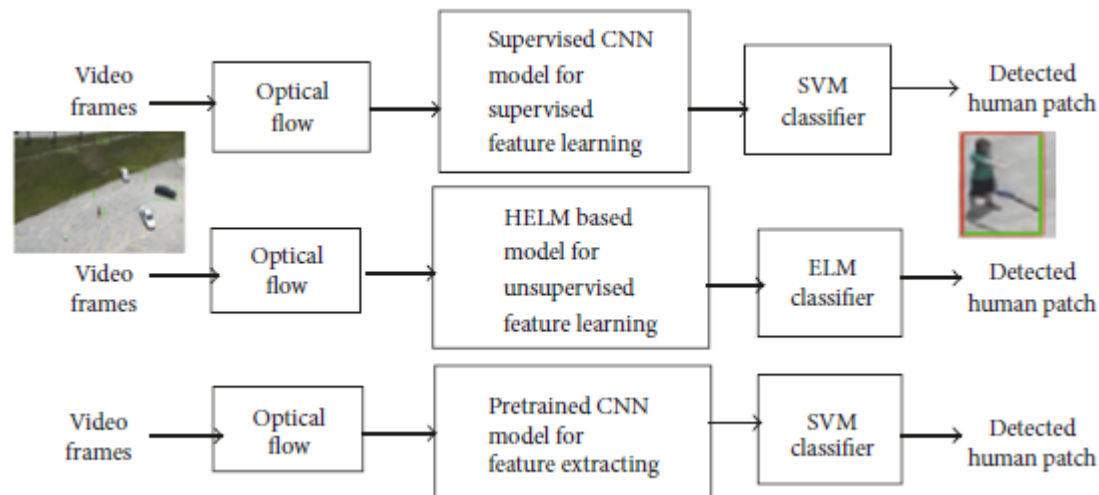 Video
frames
Optical
flow
Supervised CNN
model for
supervised
feature learning
SVM
classifier
Detected
human patch
Video
frames
Optical
flow
HELM based
model for
unsupervised
feature learning
ELM
classifier
Detected
human patch
Video
frames
Optical
flow
Pretrained CNN
model for
feature extracting
SVM
classifier
Detected
human patch